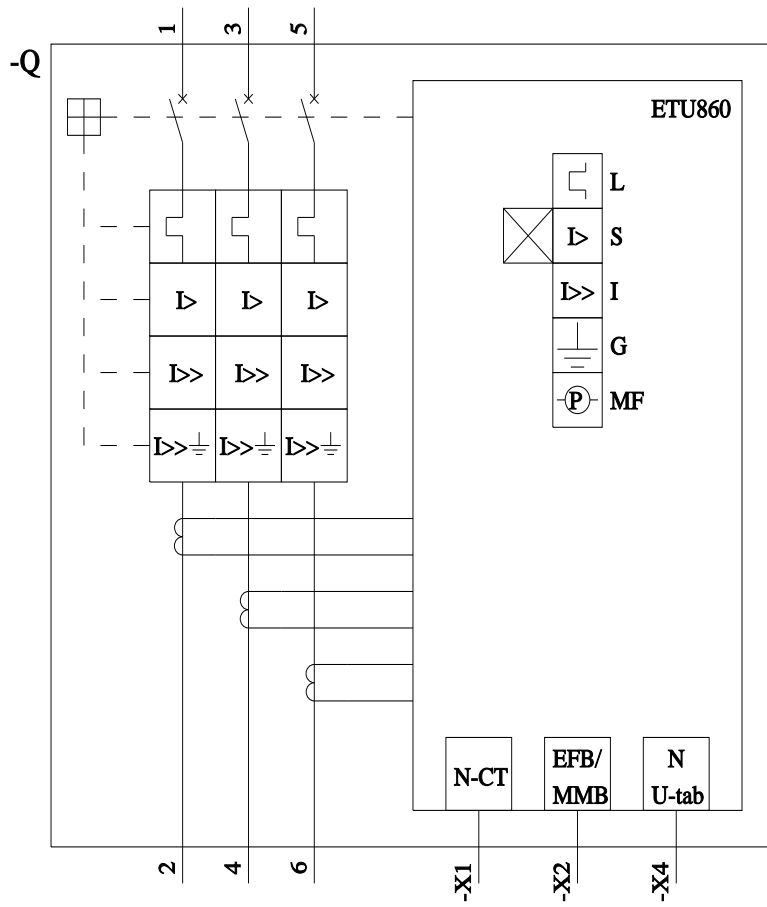 1 3 5
-Q
ETU860
L
I> I> I> S
I>> I>> I>> I
G
I>> I>> I>> P MF
N-CT EFB/ N
MMB U-tab
2 4 6 -X1 -X2 -X4
I>
I>>